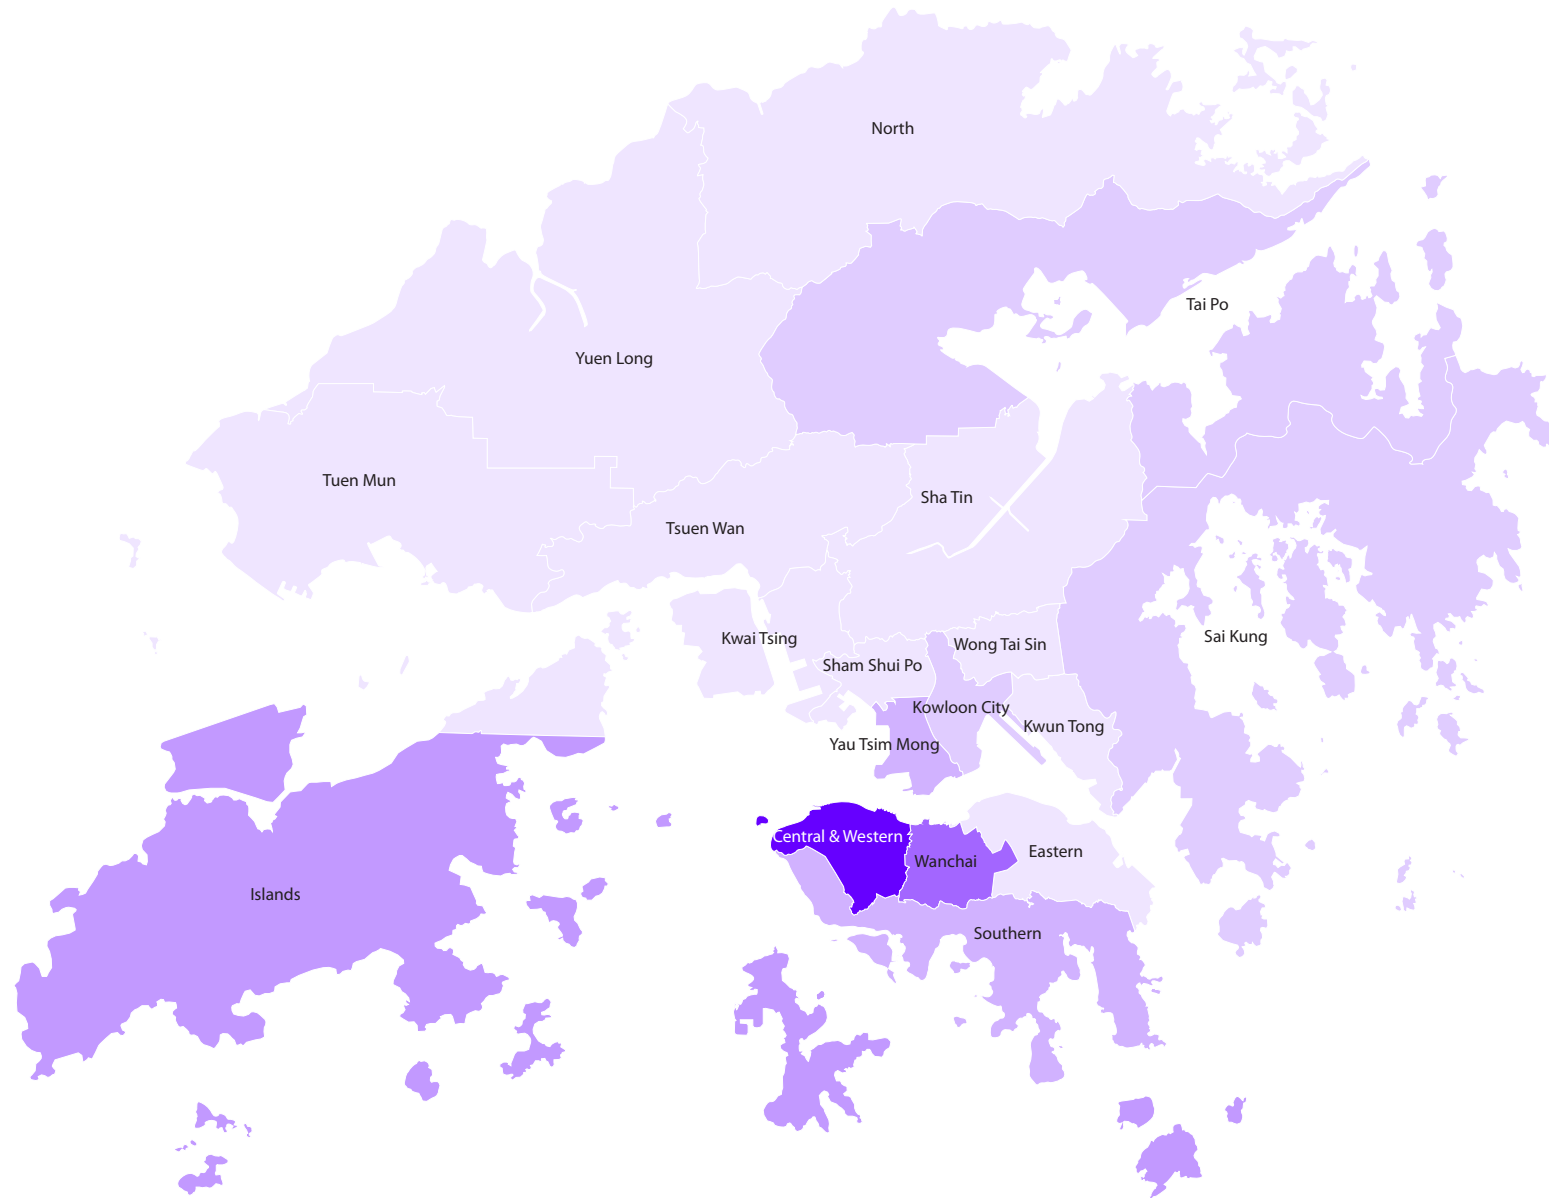 North
Tai Po
Yuen Long
Tuen Mun
Sha Tin
Tsuen Wan
Kwai Tsing
Sai Kung
Wong Tai Sin
Sham Shui Po
Kowloon City
Kwun Tong
Yau Tsim Mong
Central & Western
Eastern
Wanchai
Islands
Southern